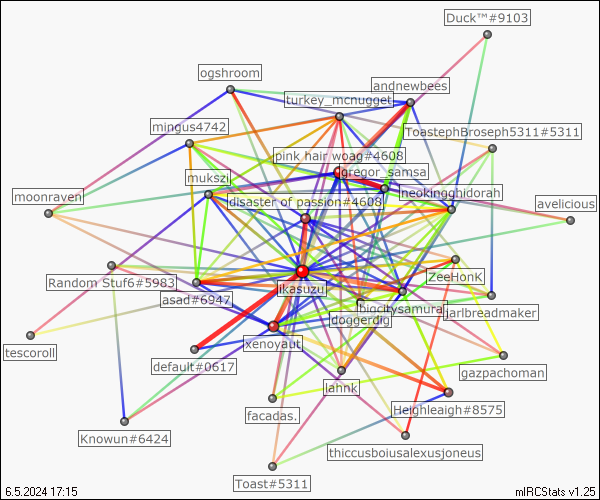 Duck™#9103
ogshroom
andnewbees
turkey_mcnugget
mingus4742
ToastephBroseph5311#5311
pink hair woag#4608
gregor_samsa
mukszi
neokingghidorah
moonraven
disaster of passion#4608
avelicious
ZeeHonK
Random Stuf6#5983
ikasuzu
asad#6947
bigcitysamurai
jarlbreadmaker
doggerdig
xenoyaut
tescoroll
default#0617
gazpachoman
lahnk
facadas.
Heighleaigh#8575
Knowun#6424
thiccusboiusalexusjoneus
Toast#5311
6.5.2024 17:15
mIRCStats v1.25